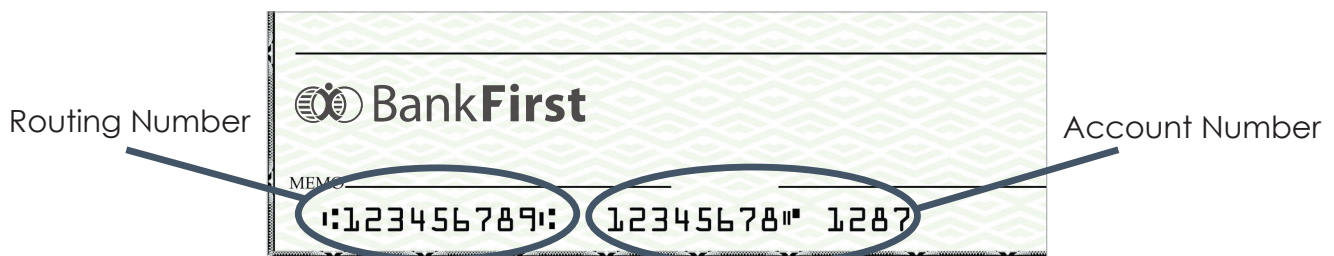 BankFirst
Routing Number
Account Number
MEMO
⑆123456789⑆ 12345678⑈ 1287